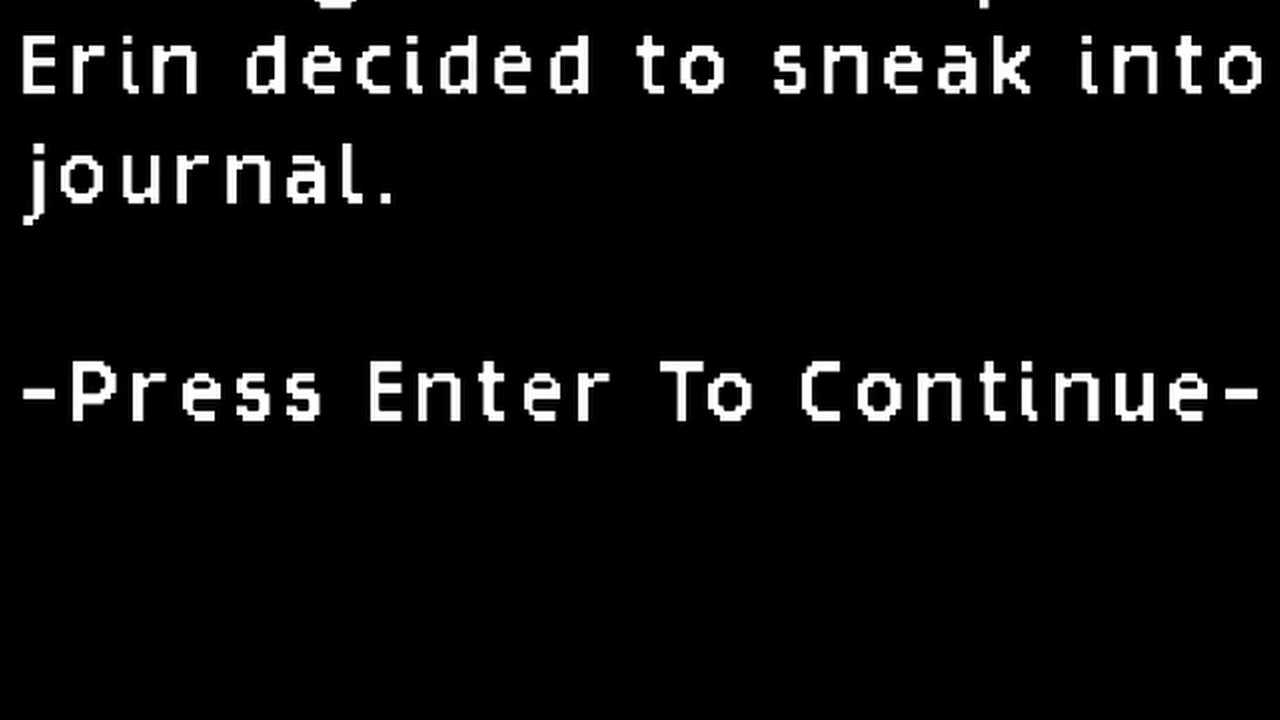 Erin decided to sneak into
journal.
-Press Enter To Continue-